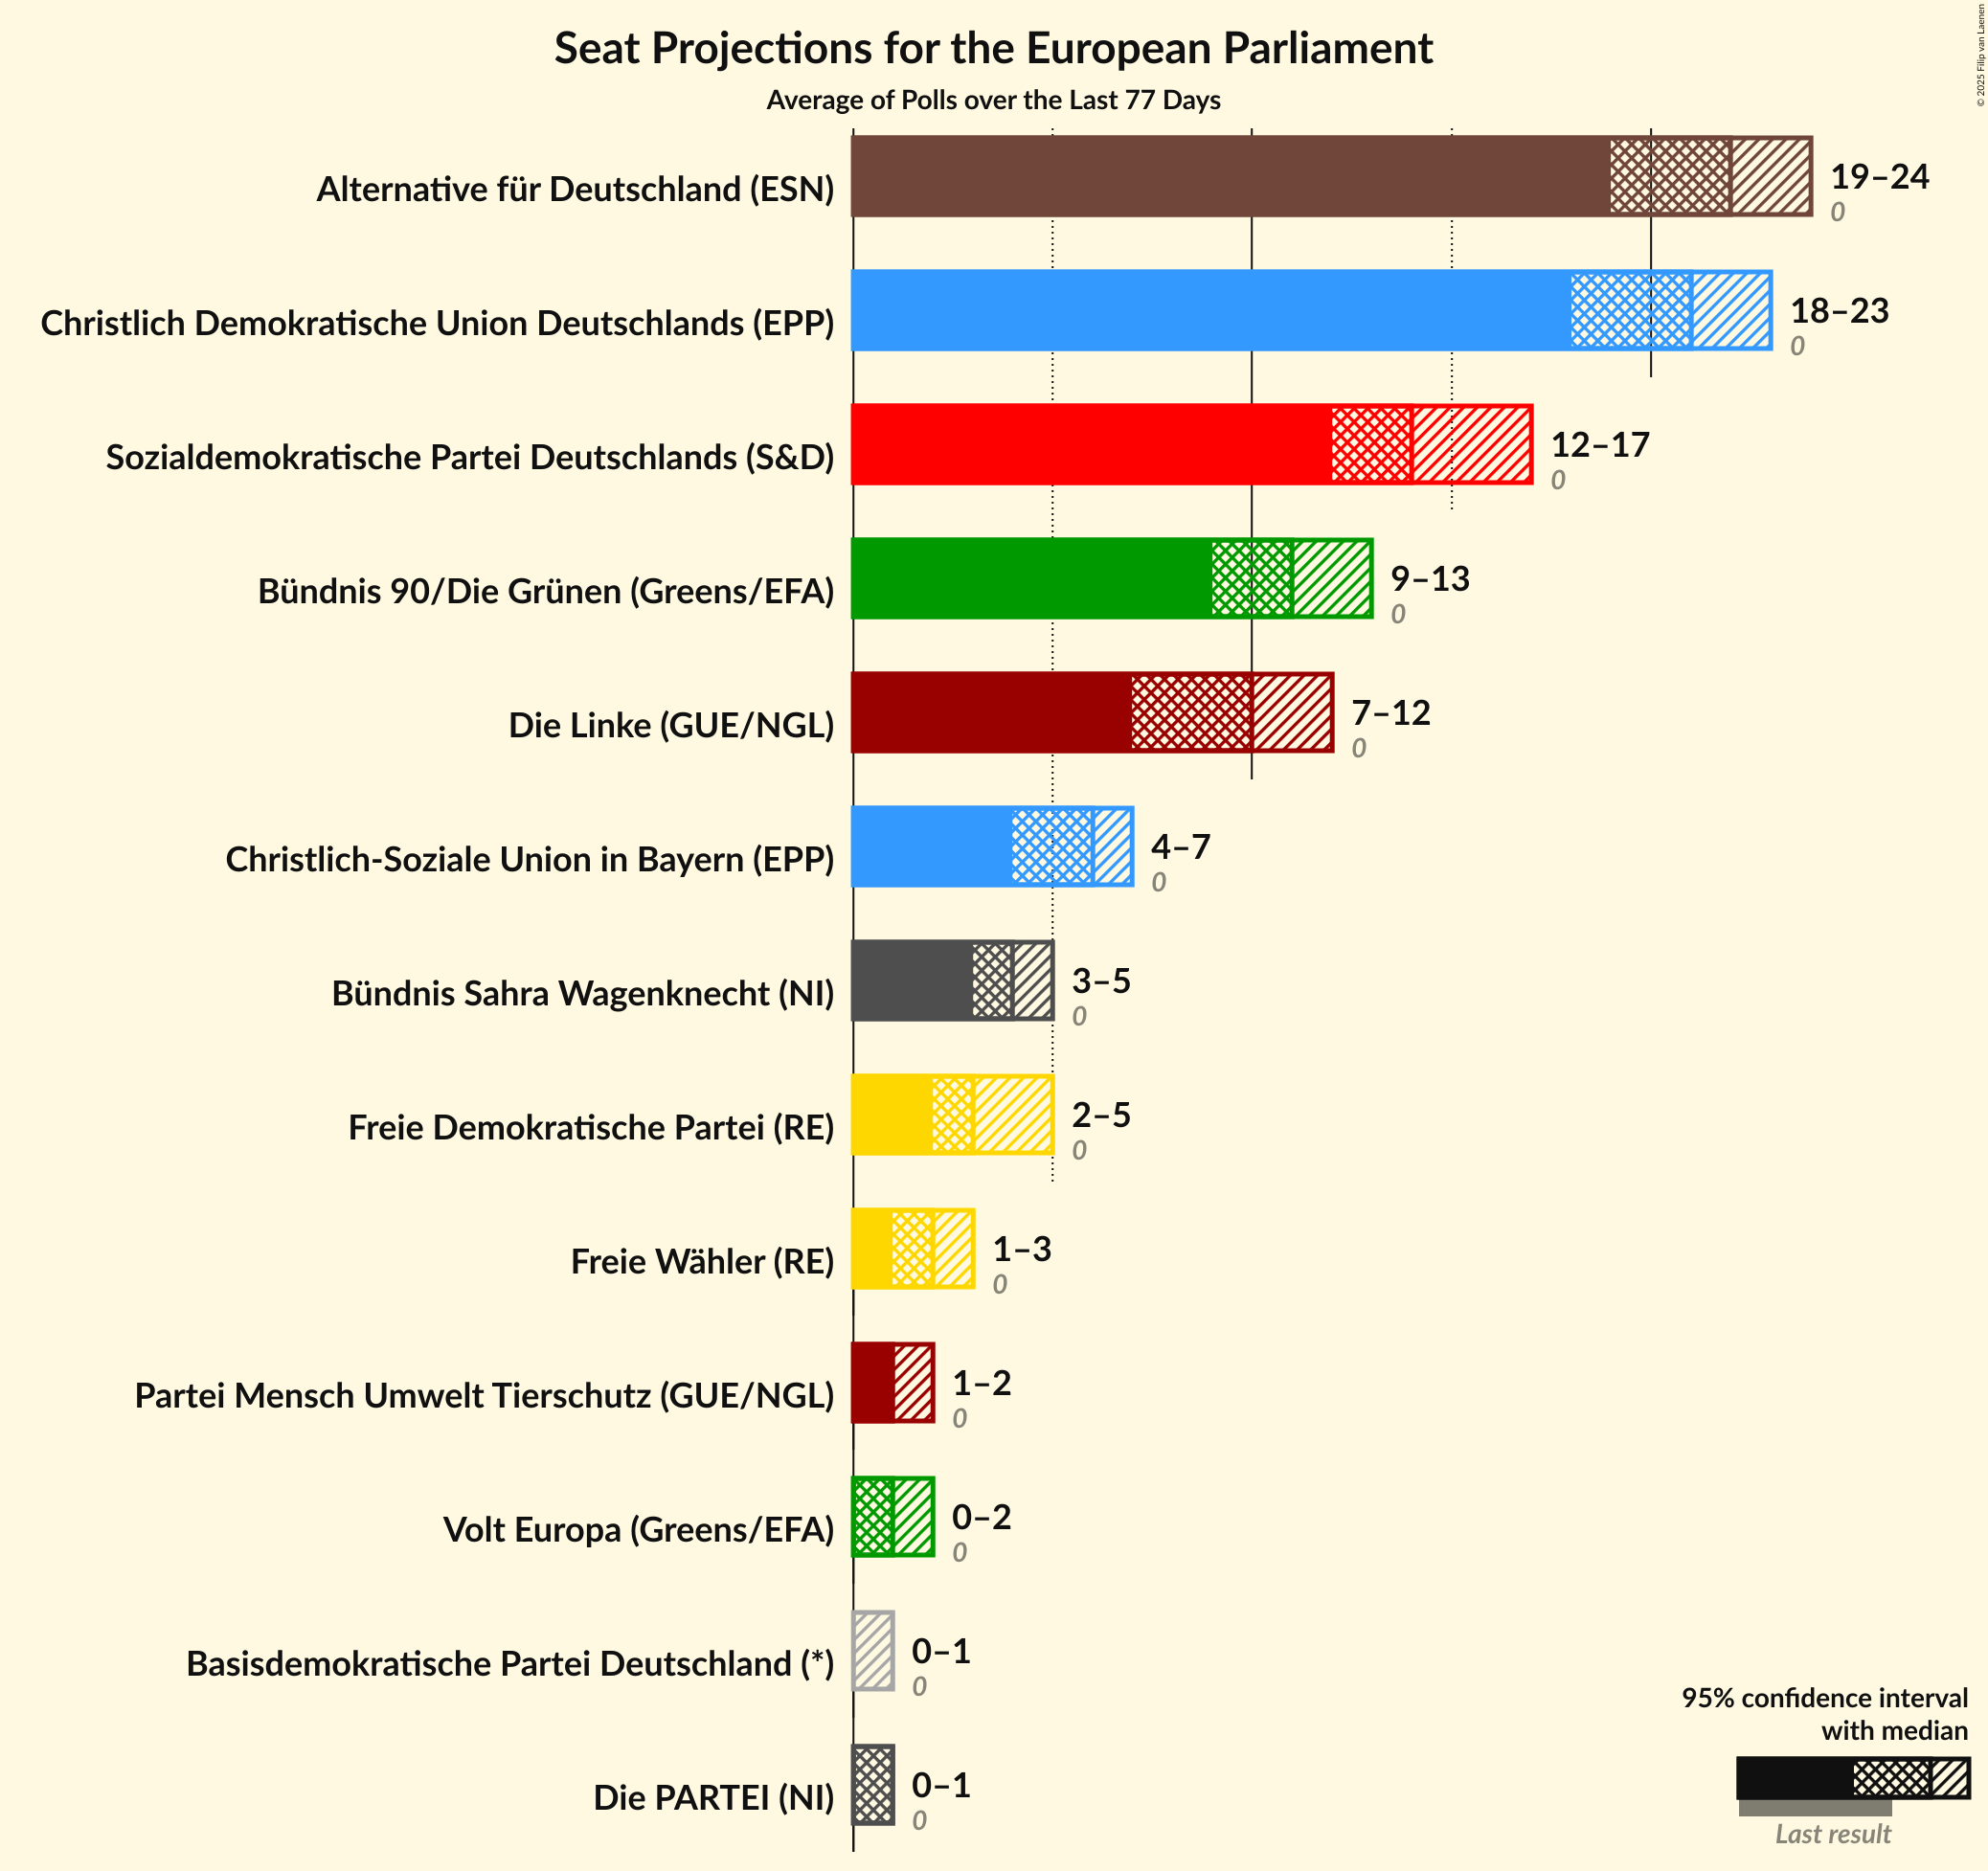 Seat Projections for the European Parliament
Average of Polls over the Last 77 Days
© 2025 Filip van Laenen
Alternative für Deutschland (ESN)
19–24
0
Christlich Demokratische Union Deutschlands (EPP)
18–23
0
Sozialdemokratische Partei Deutschlands (S&D)
12–17
0
Bündnis 90/Die Grünen (Greens/EFA)
9–13
0
Die Linke (GUE/NGL)
7–12
0
Christlich-Soziale Union in Bayern (EPP)
4–7
0
Bündnis Sahra Wagenknecht (NI)
3–5
0
Freie Demokratische Partei (RE)
2–5
0
Freie Wähler (RE)
1–3
0
Partei Mensch Umwelt Tierschutz (GUE/NGL)
1–2
0
Volt Europa (Greens/EFA)
0–2
0
Basisdemokratische Partei Deutschland (*)
0–1
0
Die PARTEI (NI)
0–1
0
95% confidence interval
with median
Last result